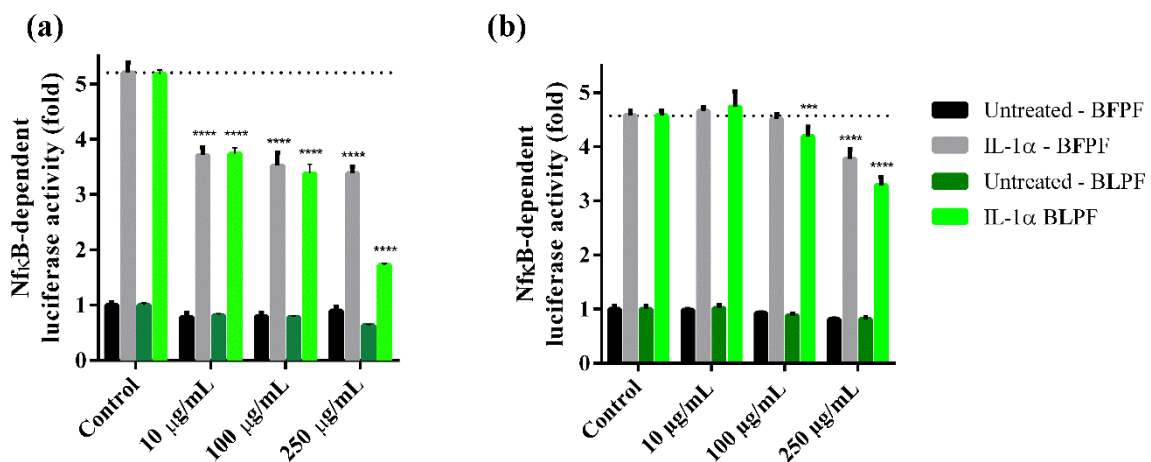 (a)
NfκB-dependent
luciferase activity (fold)
5
4
3
2
1
0
****
****
****
****
****
****
Control
10 µg/mL
100 µg/mL
250 µg/mL
(b)
NfκB-dependent
luciferase activity (fold)
5
4
3
2
1
0
***
****
****
Control
10 µg/mL
100 µg/mL
250 µg/mL
Untreated - BFPF
IL-1α - BFPF
Untreated - BLPF
IL-1α BLPF